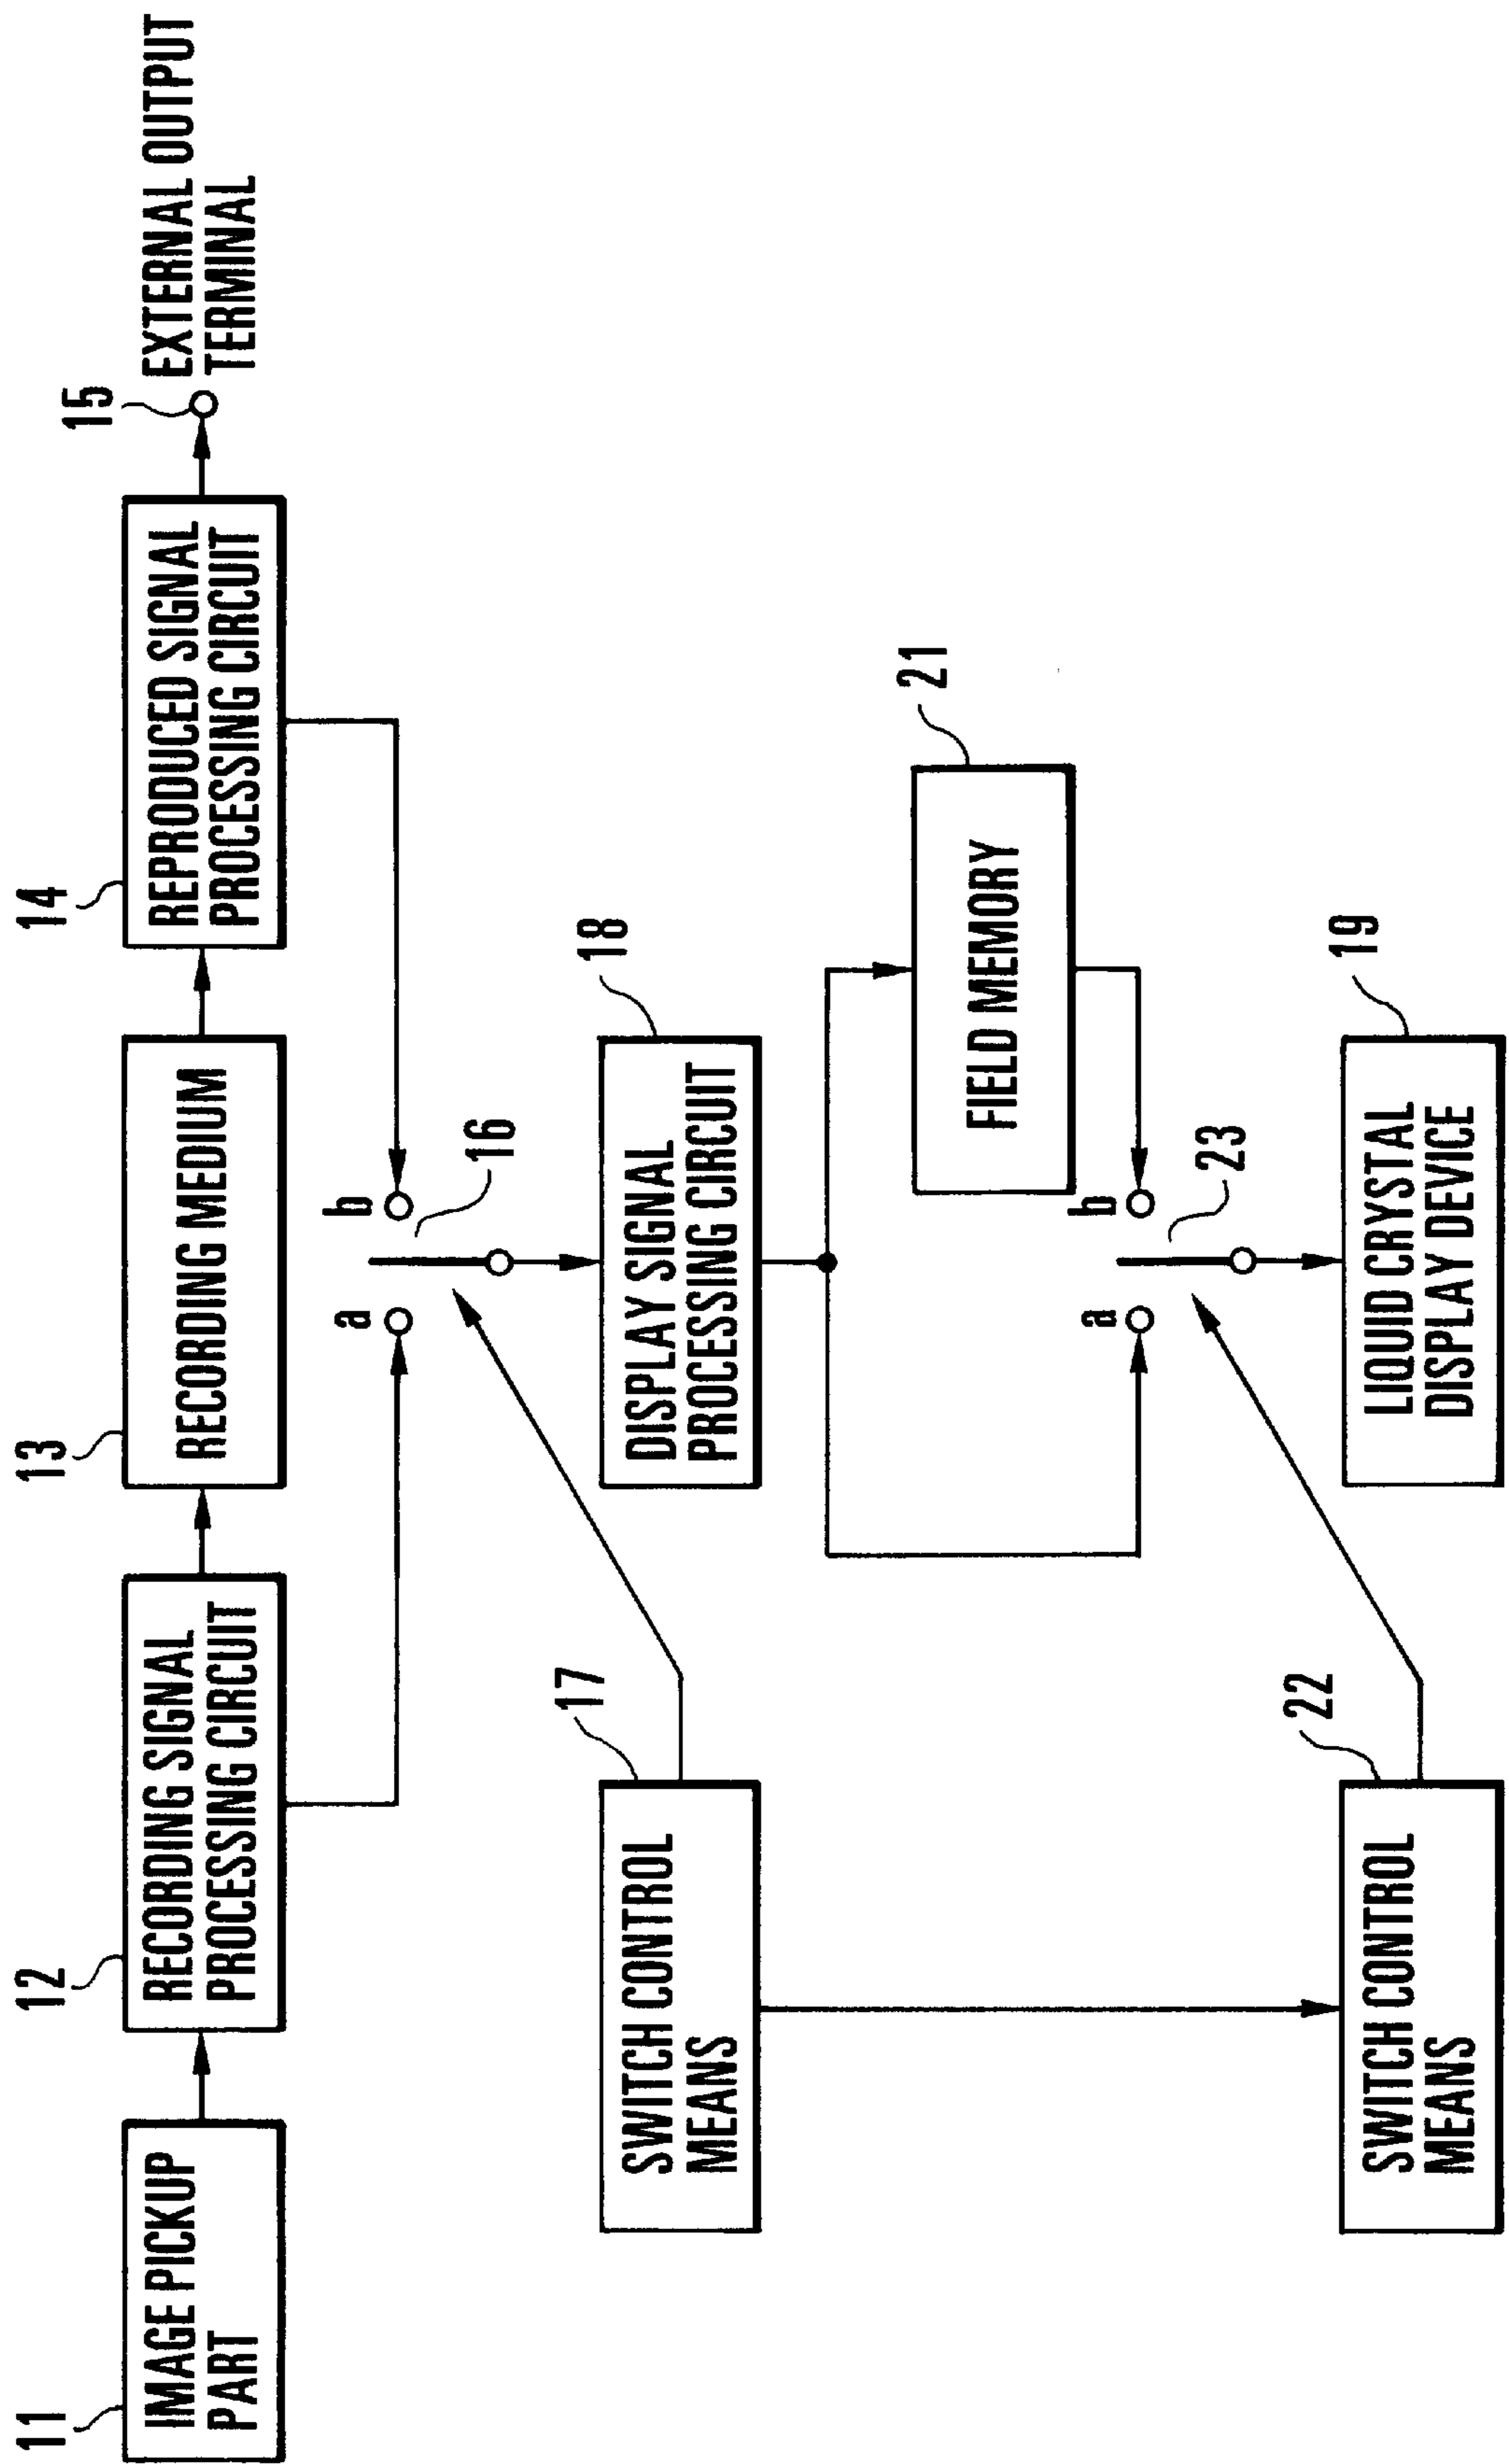 11
IMAGE PICKUP
PART
12
RECORDING SIGNAL
PROCESSING CIRCUIT
13
RECORDING MEDIUM
14
REPRODUCED SIGNAL
PROCESSING CIRCUIT
15
EXTERNAL OUTPUT
TERMINAL
a
b
16
17
SWITCH CONTROL
MEANS
18
DISPLAY SIGNAL
PROCESSING CIRCUIT
21
FIELD MEMORY
a
b
23
22
SWITCH CONTROL
MEANS
19
LIQUID CRYSTAL
DISPLAY DEVICE